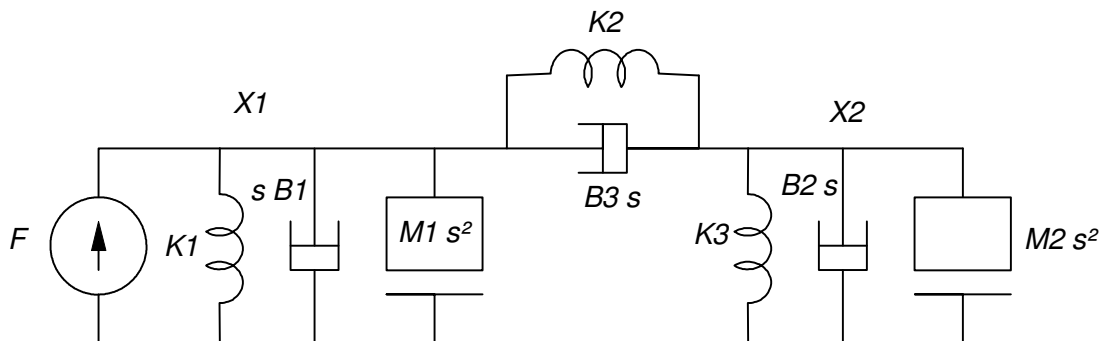 K2
X1
X2
s B1
B3 s
B2 s
F
K1
M1 s²
K3
M2 s²